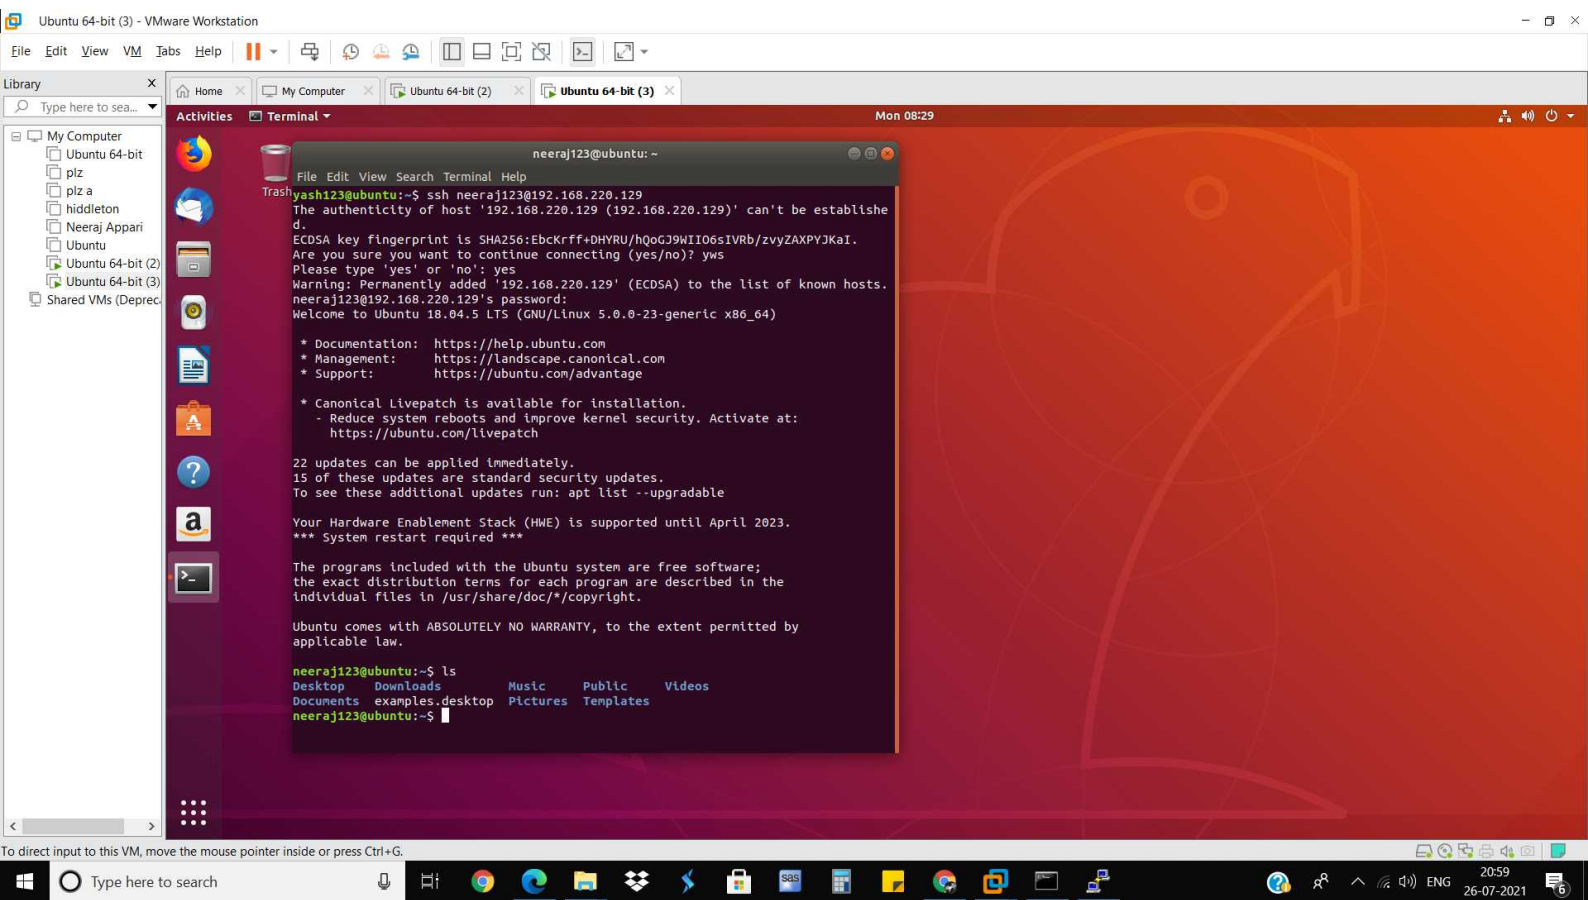 Ubuntu 64-bit (3) - VMware Workstation
File Edit View VM Tabs Help
Library X
Type here to sea...
My Computer
Ubuntu 64-bit
plz
plz a
hiddleton
Neeraj Appari
Ubuntu
Ubuntu 64-bit (2)
Ubuntu 64-bit (3)
Shared VMs (Depreca
Home My Computer Ubuntu 64-bit (2) Ubuntu 64-bit (3)
Activities Terminal Mon 08:29
Trash
neeraj123@ubuntu: ~
File Edit View Search Terminal Help
yash123@ubuntu:~$ ssh neeraj123@192.168.220.129
The authenticity of host '192.168.220.129 (192.168.220.129)' can't be establishe
d.
ECDSA key fingerprint is SHA256:EbcKrff+DHYRU/hQoGJ9WIIO6sIVRb/zvyZAXPYJKaI.
Are you sure you want to continue connecting (yes/no)? yws
Please type 'yes' or 'no': yes
Warning: Permanently added '192.168.220.129' (ECDSA) to the list of known hosts.
neeraj123@192.168.220.129's password:
Welcome to Ubuntu 18.04.5 LTS (GNU/Linux 5.0.0-23-generic x86_64)
* Documentation: https://help.ubuntu.com
* Management: https://landscape.canonical.com
* Support: https://ubuntu.com/advantage
* Canonical Livepatch is available for installation.
- Reduce system reboots and improve kernel security. Activate at:
https://ubuntu.com/livepatch
22 updates can be applied immediately.
15 of these updates are standard security updates.
To see these additional updates run: apt list --upgradable
Your Hardware Enablement Stack (HWE) is supported until April 2023.
*** System restart required ***
The programs included with the Ubuntu system are free software;
the exact distribution terms for each program are described in the
individual files in /usr/share/doc/*/copyright.
Ubuntu comes with ABSOLUTELY NO WARRANTY, to the extent permitted by
applicable law.
neeraj123@ubuntu:~$ ls
Desktop Downloads Music Public Videos
Documents examples.desktop Pictures Templates
neeraj123@ubuntu:~$
To direct input to this VM, move the mouse pointer inside or press Ctrl+G.
Type here to search
sas
ENG
20:59
26-07-2021
6